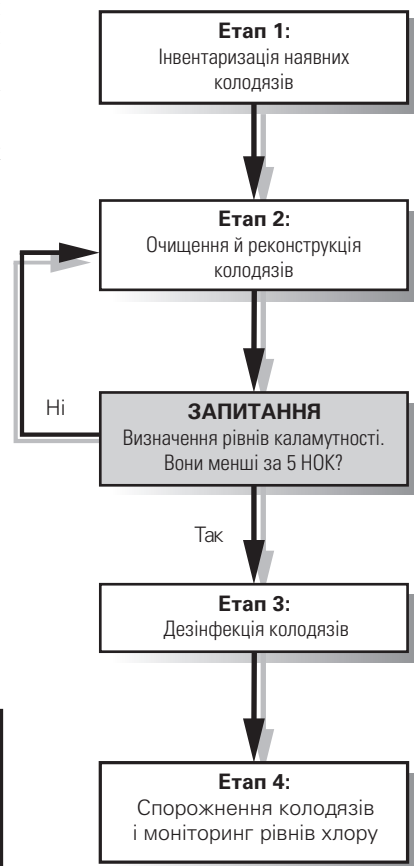 Етап 1:
Інвентаризація наявних
колодязів
Етап 2:
Очищення й реконструкція
колодязів
Ні
ЗАПИТАННЯ
Визначення рівнів каламутності.
Вони менші за 5 НОК?
Так
Етап 3:
Дезінфекція колодязів
Етап 4:
Спорожнення колодязів
і моніторинг рівнів хлору